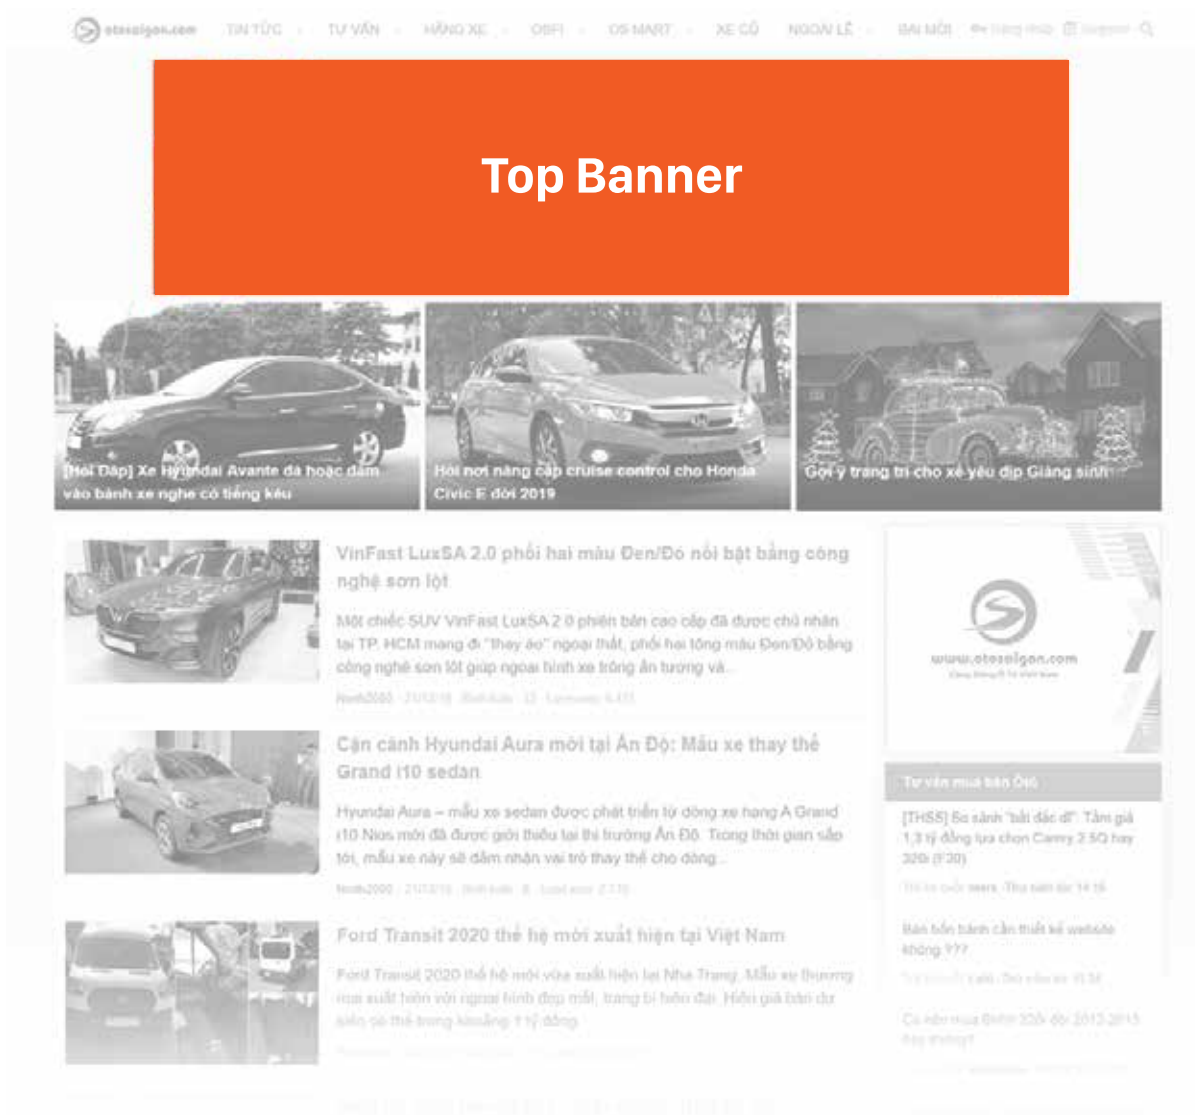 otosaigon.com TIN TỨC TƯ VẤN HÃNG XE OSFI OS MART XE CŨ NGOÀI LỀ BÀI MỚI
Top Banner
[Hỏi Đáp] Xe Hyundai Avante đá hoặc đấm
vào bánh xe nghe có tiếng kêu
Hỏi nơi nâng cấp cruise control cho Honda
Civic E đời 2019
Gợi ý trang trí cho xế yêu dịp Giáng sinh
VinFast LuxSA 2.0 phối hai màu Đen/Đỏ nổi bật bằng công
nghệ sơn lột
Một chiếc SUV VinFast LuxSA 2.0 phiên bản cao cấp đã được chủ nhân
tại TP. HCM mang đi "thay áo" ngoại thất, phối hai tông màu Đen/Đỏ bằng
công nghệ sơn lột giúp ngoại hình xe trông ấn tượng và...
www.otosaigon.com
Cận cảnh Hyundai Aura mới tại Ấn Độ: Mẫu xe thay thế
Grand i10 sedan
Tư vấn mua bán Ôtô
Hyundai Aura – mẫu xe sedan được phát triển từ dòng xe hạng A Grand
i10 Nios mới đã được giới thiệu tại thị trường Ấn Độ. Trong thời gian sắp
tới, mẫu xe này sẽ đảm nhận vai trò thay thế cho dòng...
[THSS] So sánh "bất đắc dĩ": Tầm giá
1,3 tỷ đồng lựa chọn Camry 2.5Q hay
320i (F30)
Ford Transit 2020 thế hệ mới xuất hiện tại Việt Nam
Ford Transit 2020 thế hệ mới vừa xuất hiện tại Nha Trang. Mẫu xe thương
mại xuất hiện với ngoại hình đẹp mắt, trang bị hiện đại. Hiện giá bán dự
kiến có thể trong khoảng 1 tỷ đồng.
Bán bốn bánh cần thiết kế website
không ???
Có nên mua BMW 320i đời 2012-2013
hay không?